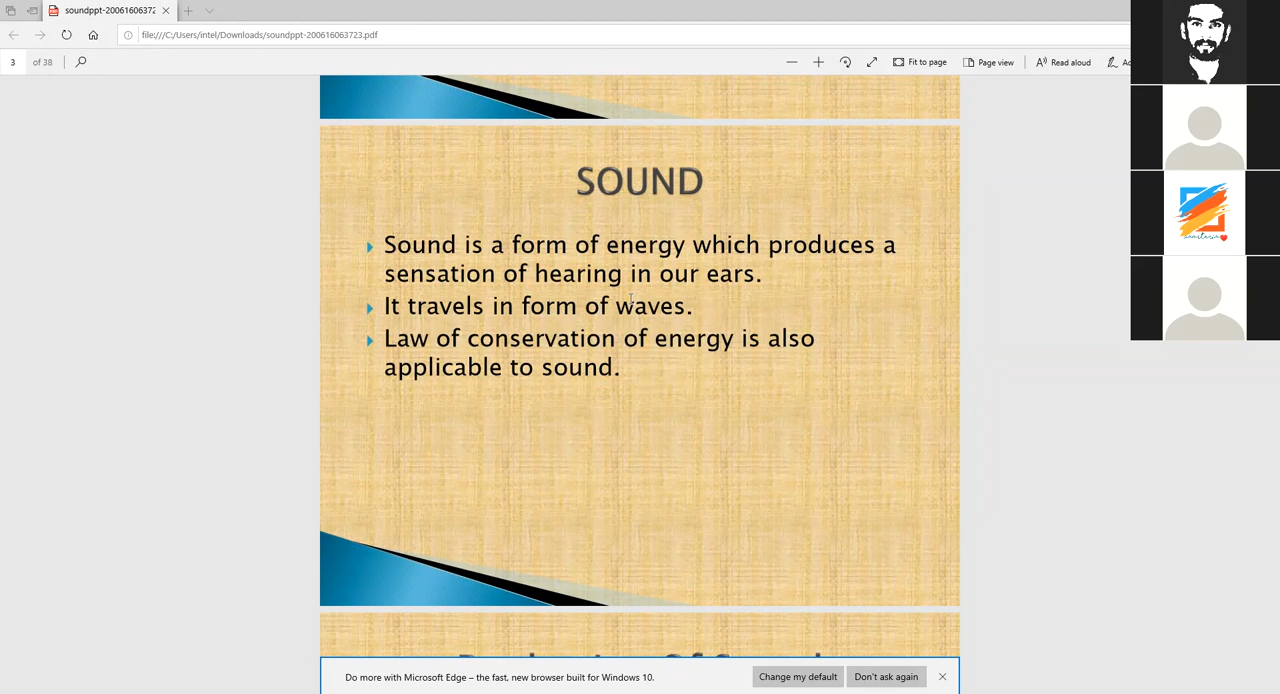 soundppt-200616063723
file:///C:/Users/intel/Downloads/soundppt-200616063723.pdf
3 of 38
Fit to page
Page view
Read aloud
SOUND
Sound is a form of energy which produces a
sensation of hearing in our ears.
It travels in form of waves.
Law of conservation of energy is also
applicable to sound.
Do more with Microsoft Edge – the fast, new browser built for Windows 10.
Change my default
Don't ask again